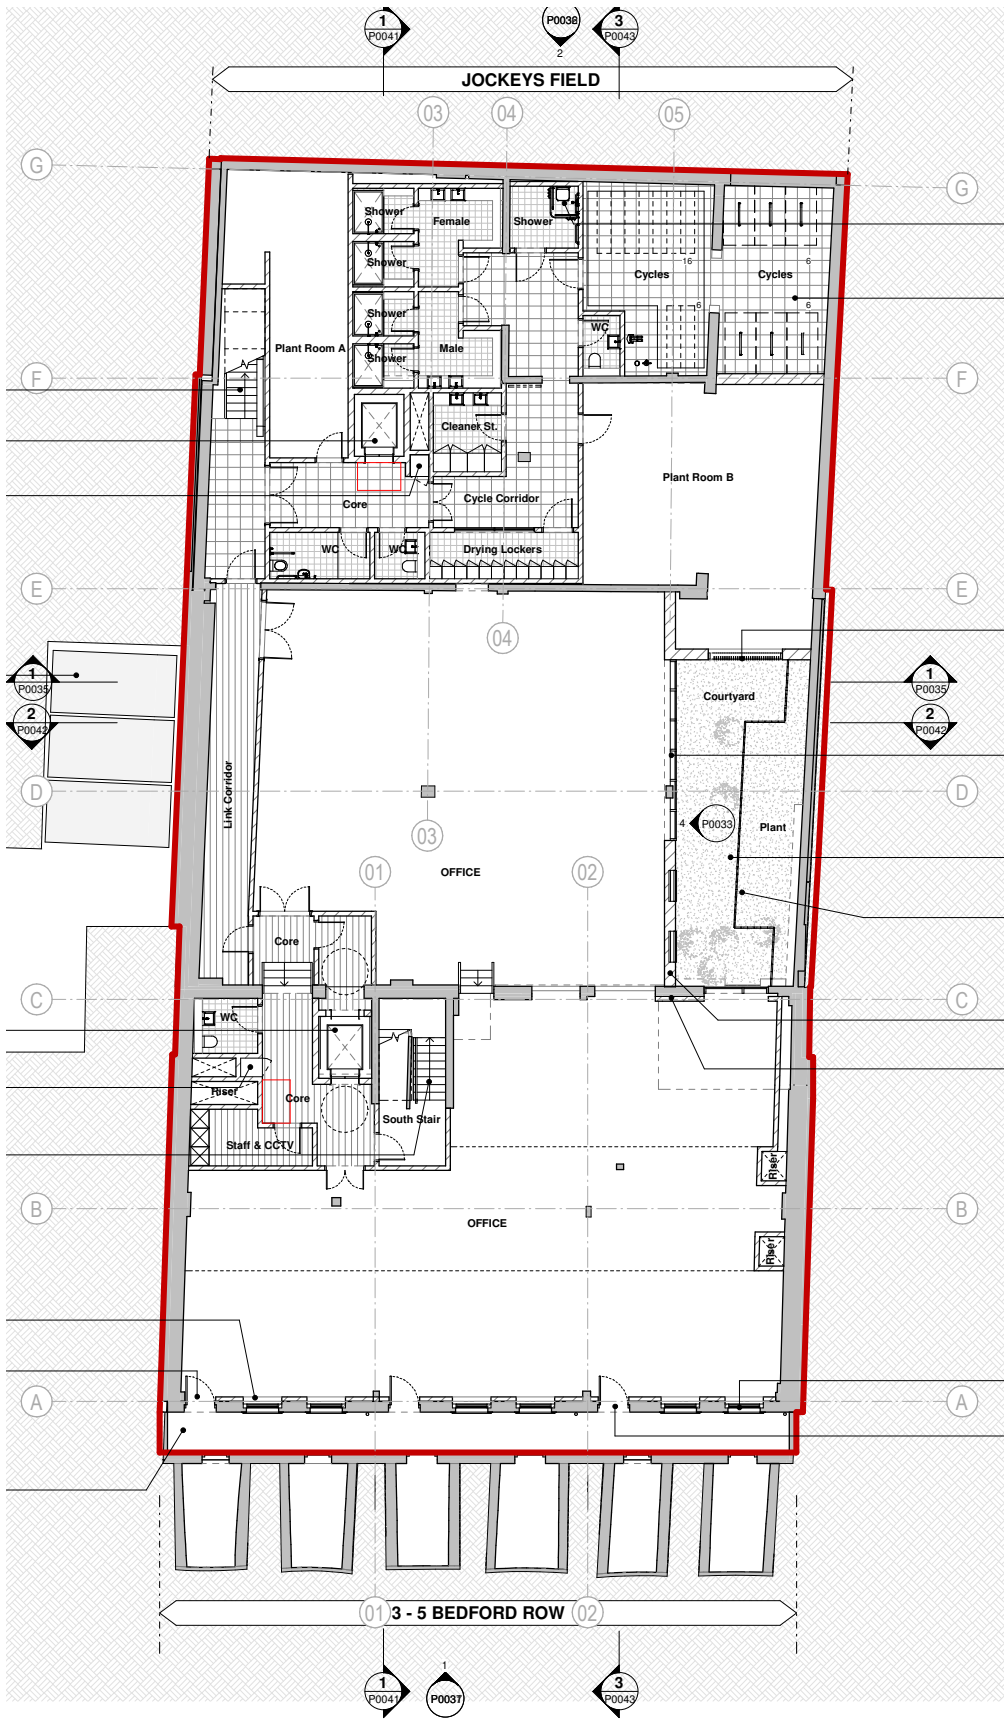 1
P0041
P0038
2
3
P0043
JOCKEYS FIELD
03
04
05
G
G
Shower
Female
Shower
Shower
Cycles
16
Cycles
6
Shower
6
6
WC
Plant Room A
Shower
Male
F
F
Cleaner St.
Plant Room B
Core
Cycle Corridor
WC
WC
Drying Lockers
E
E
04
1
P0035
2
P0042
Courtyard
1
P0035
2
P0042
Link Corridor
D
D
4
P0033
Plant
03
01
OFFICE
02
Core
C
C
WC
Riser
Core
South Stair
Staff & CCTV
Riser
B
OFFICE
B
Riser
A
A
01
3 - 5 BEDFORD ROW
02
1
P0041
1
P0037
3
P0043